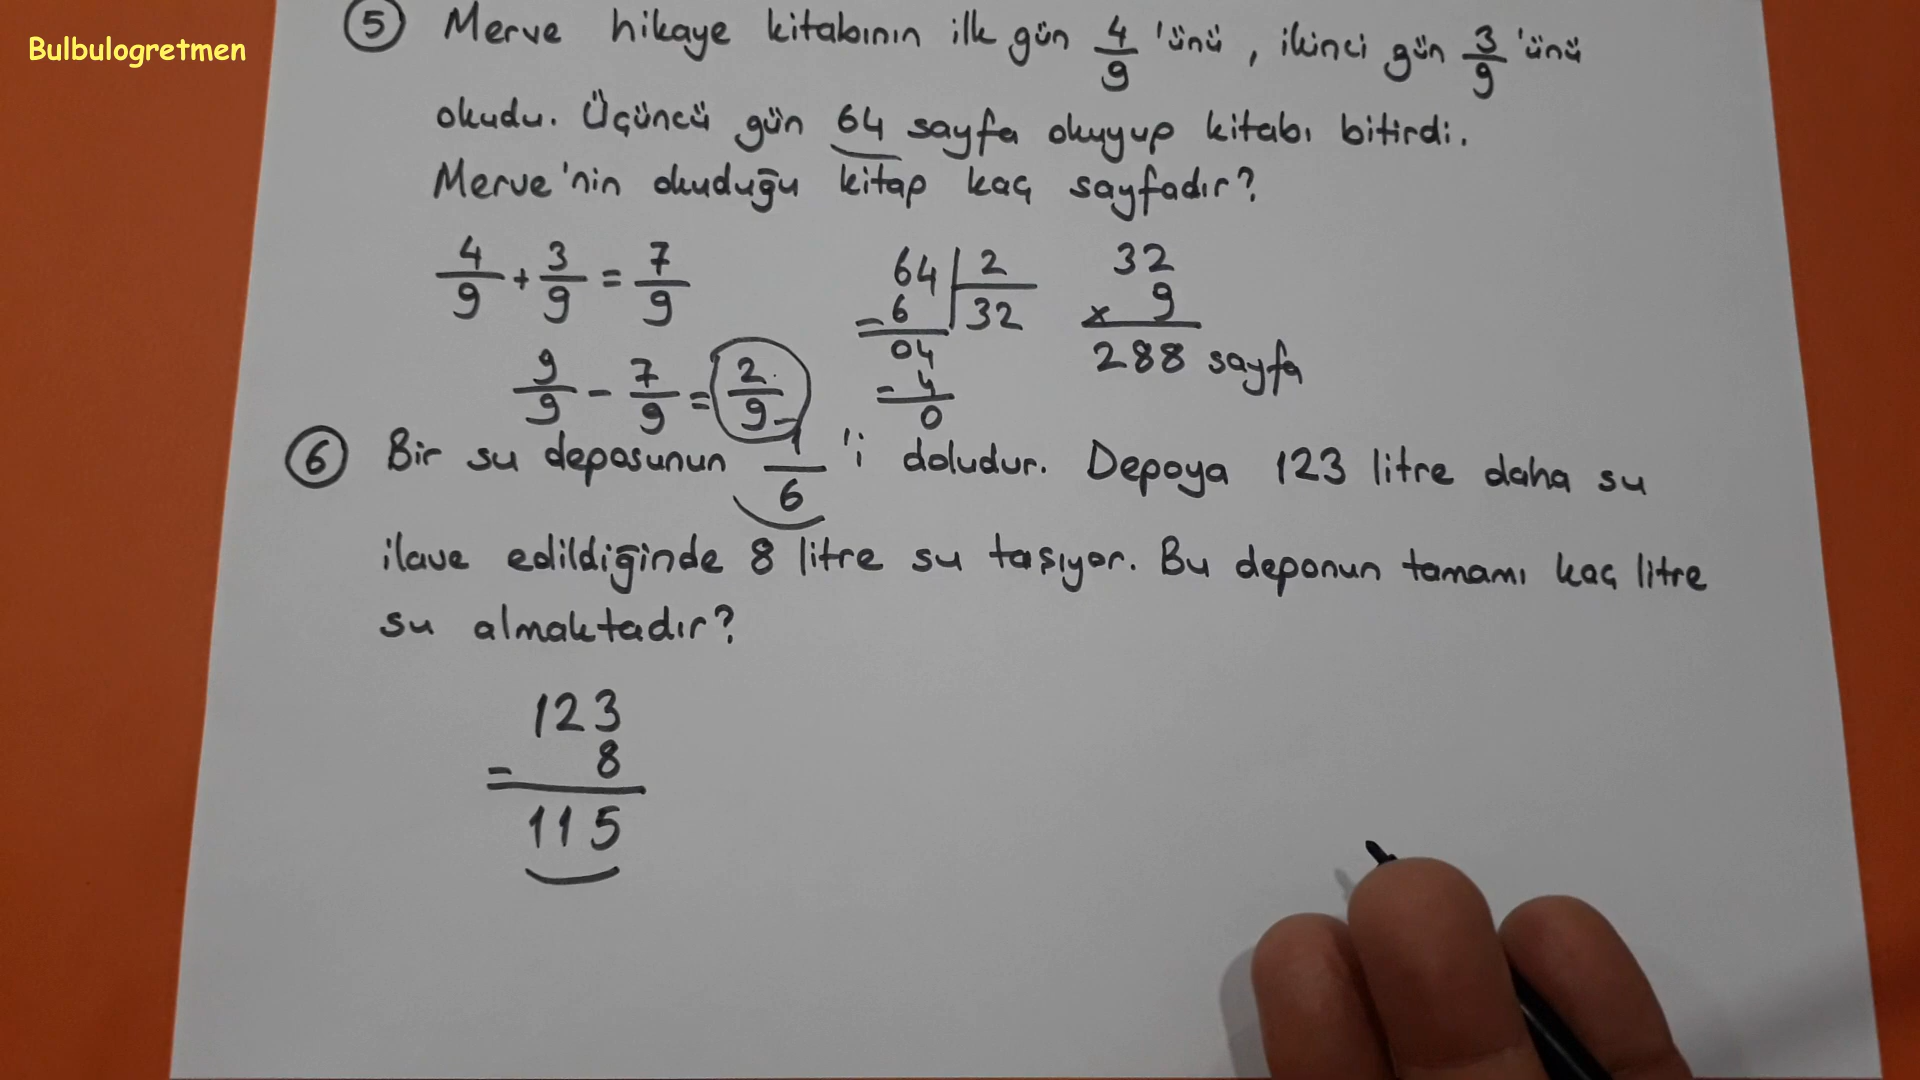 Bulbulogretmen
5 Merve hikaye kitabının ilk gün 4/9 'ünü, ikinci gün 3/9 'ünü
okudu. Üçüncü gün 64 sayfa okuyup kitabı bitirdi.
Merve'nin okuduğu kitap kaç sayfadır?
4/9 + 3/9 = 7/9
9/9 - 7/9 = 2/9
64 | 2
- 6 | 32
04
- 4
0
32
x 9
288 sayfa
6 Bir su deposunun 1/6 'i doludur. Depoya 123 litre daha su
ilave edildiğinde 8 litre su taşıyor. Bu deponun tamamı kaç litre
su almaktadır?
123
- 8
115